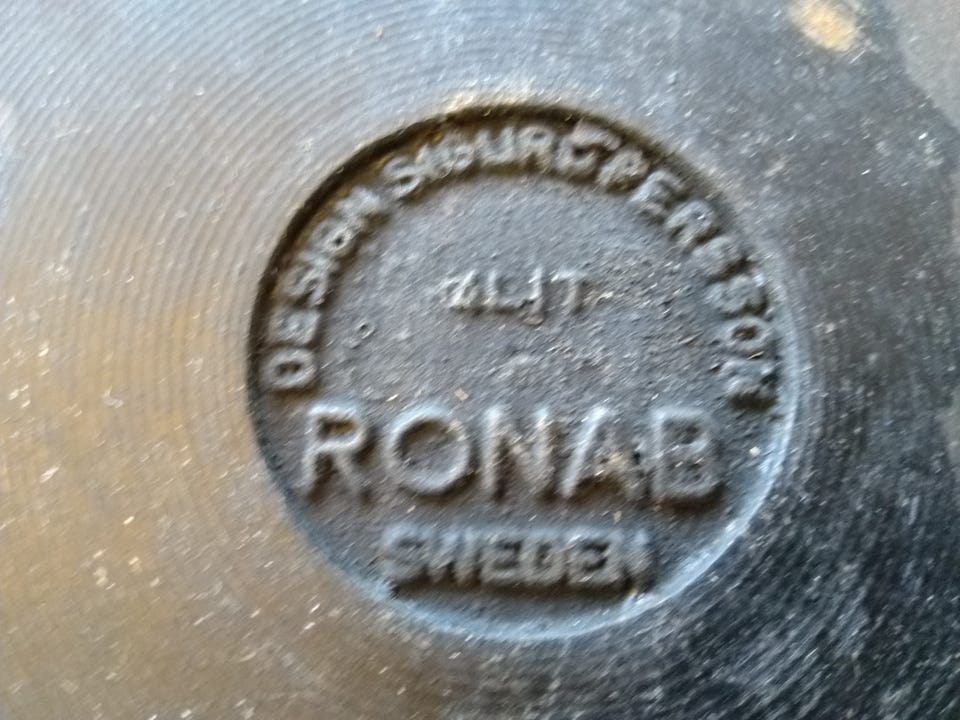 DESIGN SIGURD PERSSON
4 LIT
RONAB
SWEDEN